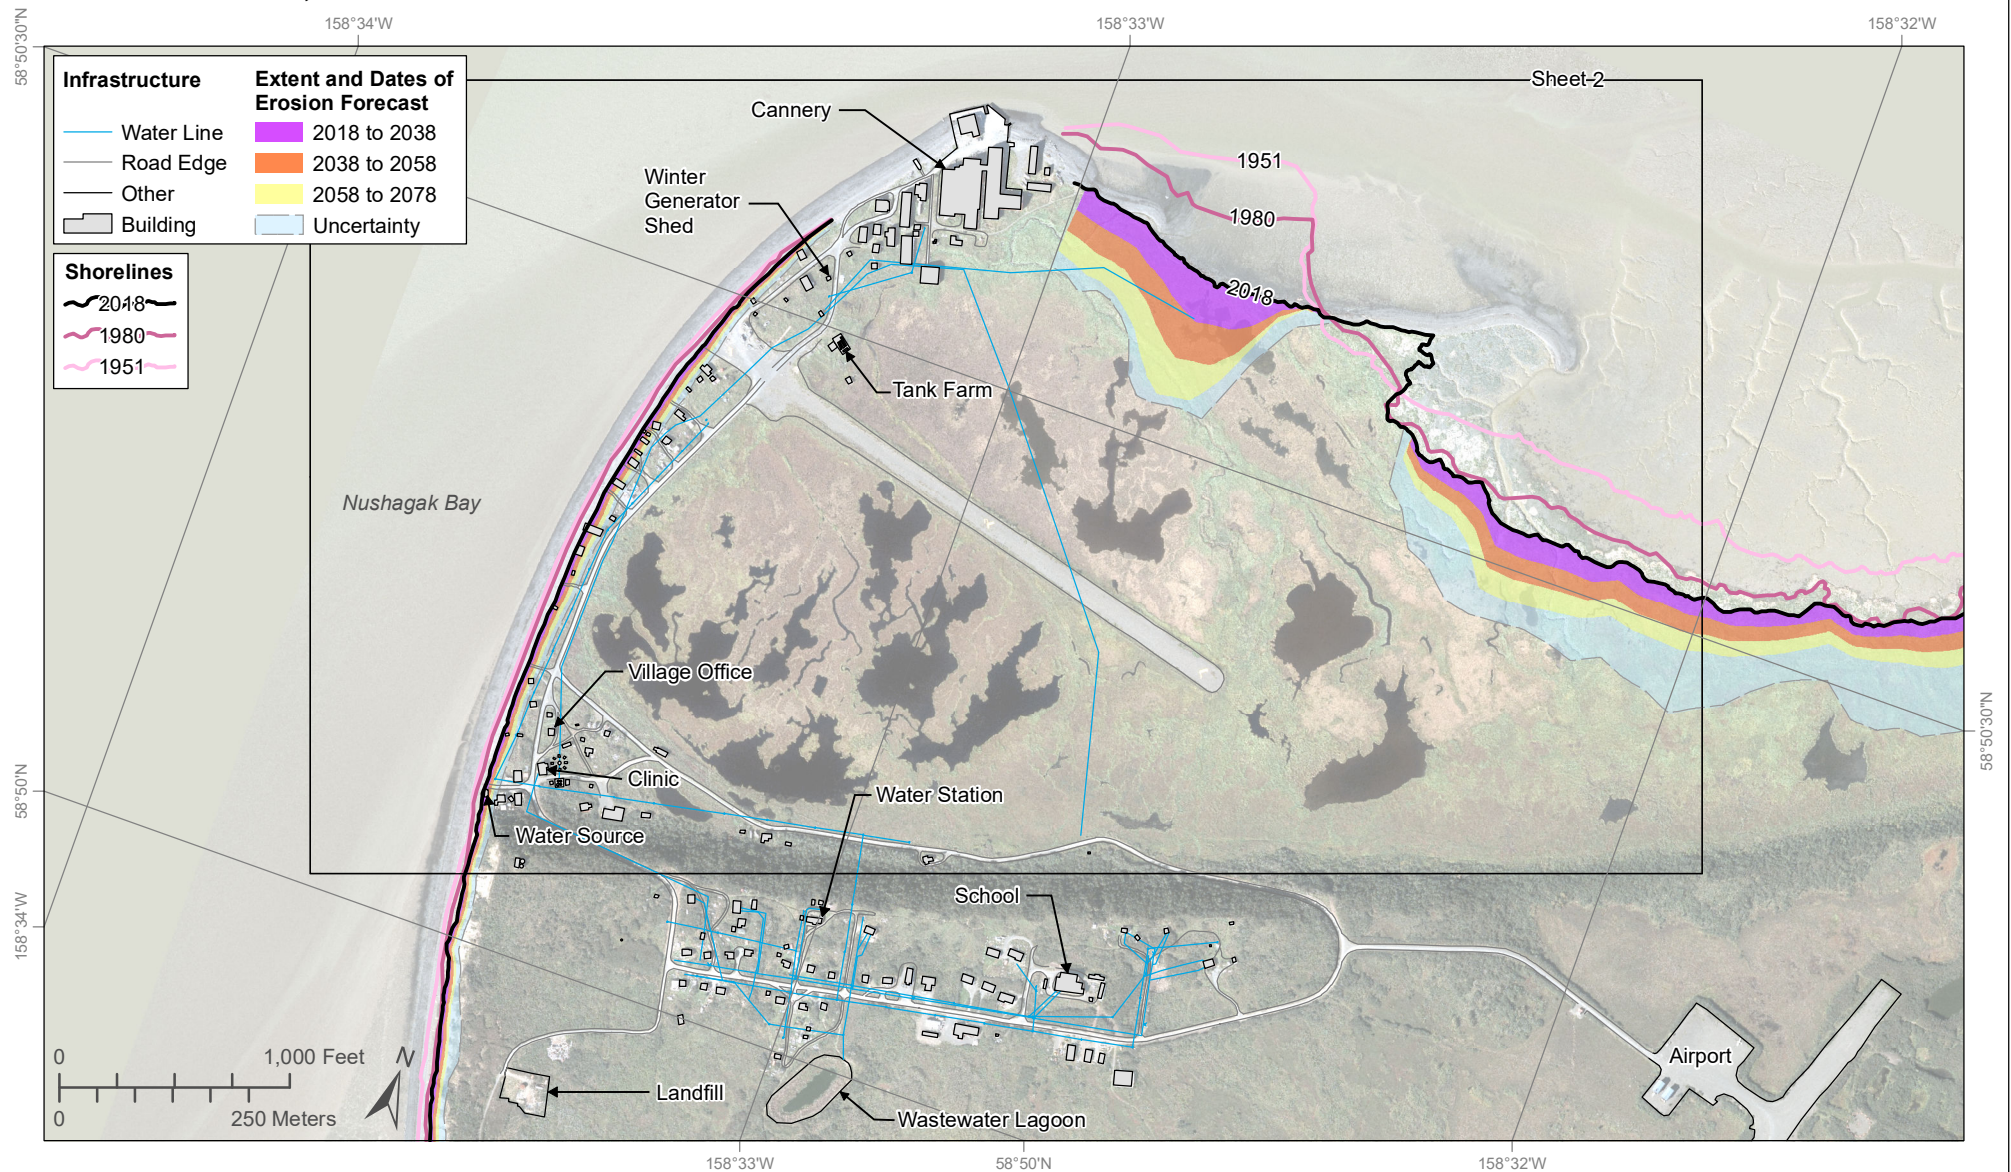 158°34'W
158°33'W
158°32'W
58°50'30"N
Sheet 2
Infrastructure
Water Line
Road Edge
Other
Building
Extent and Dates of
Erosion Forecast
2018 to 2038
2038 to 2058
2058 to 2078
Uncertainty
Shorelines
2018
1980
1951
Cannery
Winter
Generator
Shed
1951
1980
2018
Tank Farm
Nushagak Bay
Village Office
Clinic
Water Station
Water Source
58°50'N
58°50'30"N
School
158°34'W
Airport
Landfill
Wastewater Lagoon
0
1,000 Feet
N
0
250 Meters
158°33'W
58°50'N
158°32'W